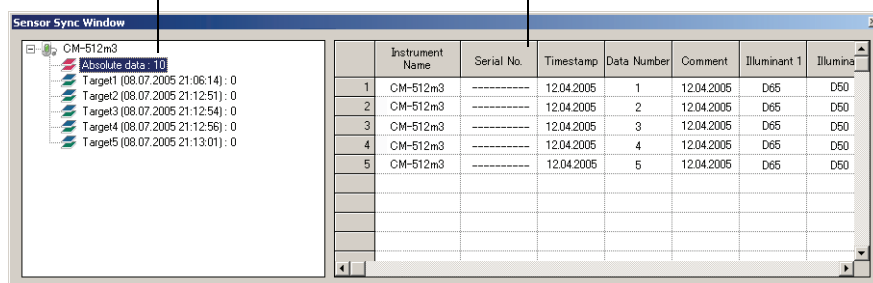 Sensor Sync Window
CM-512m3
Absolute data : 10
Target1 (08.07.2005 21:06:14) : 0
Target2 (08.07.2005 21:12:51) : 0
Target3 (08.07.2005 21:12:54) : 0
Target4 (08.07.2005 21:12:56) : 0
Target5 (08.07.2005 21:13:01) : 0
Instrument Name Serial No. Timestamp Data Number Comment Illuminant 1 Illumina
1 CM-512m3 ---------- 12.04.2005 1 12.04.2005 D65 D50
2 CM-512m3 ---------- 12.04.2005 2 12.04.2005 D65 D50
3 CM-512m3 ---------- 12.04.2005 3 12.04.2005 D65 D50
4 CM-512m3 ---------- 12.04.2005 4 12.04.2005 D65 D50
5 CM-512m3 ---------- 12.04.2005 5 12.04.2005 D65 D50